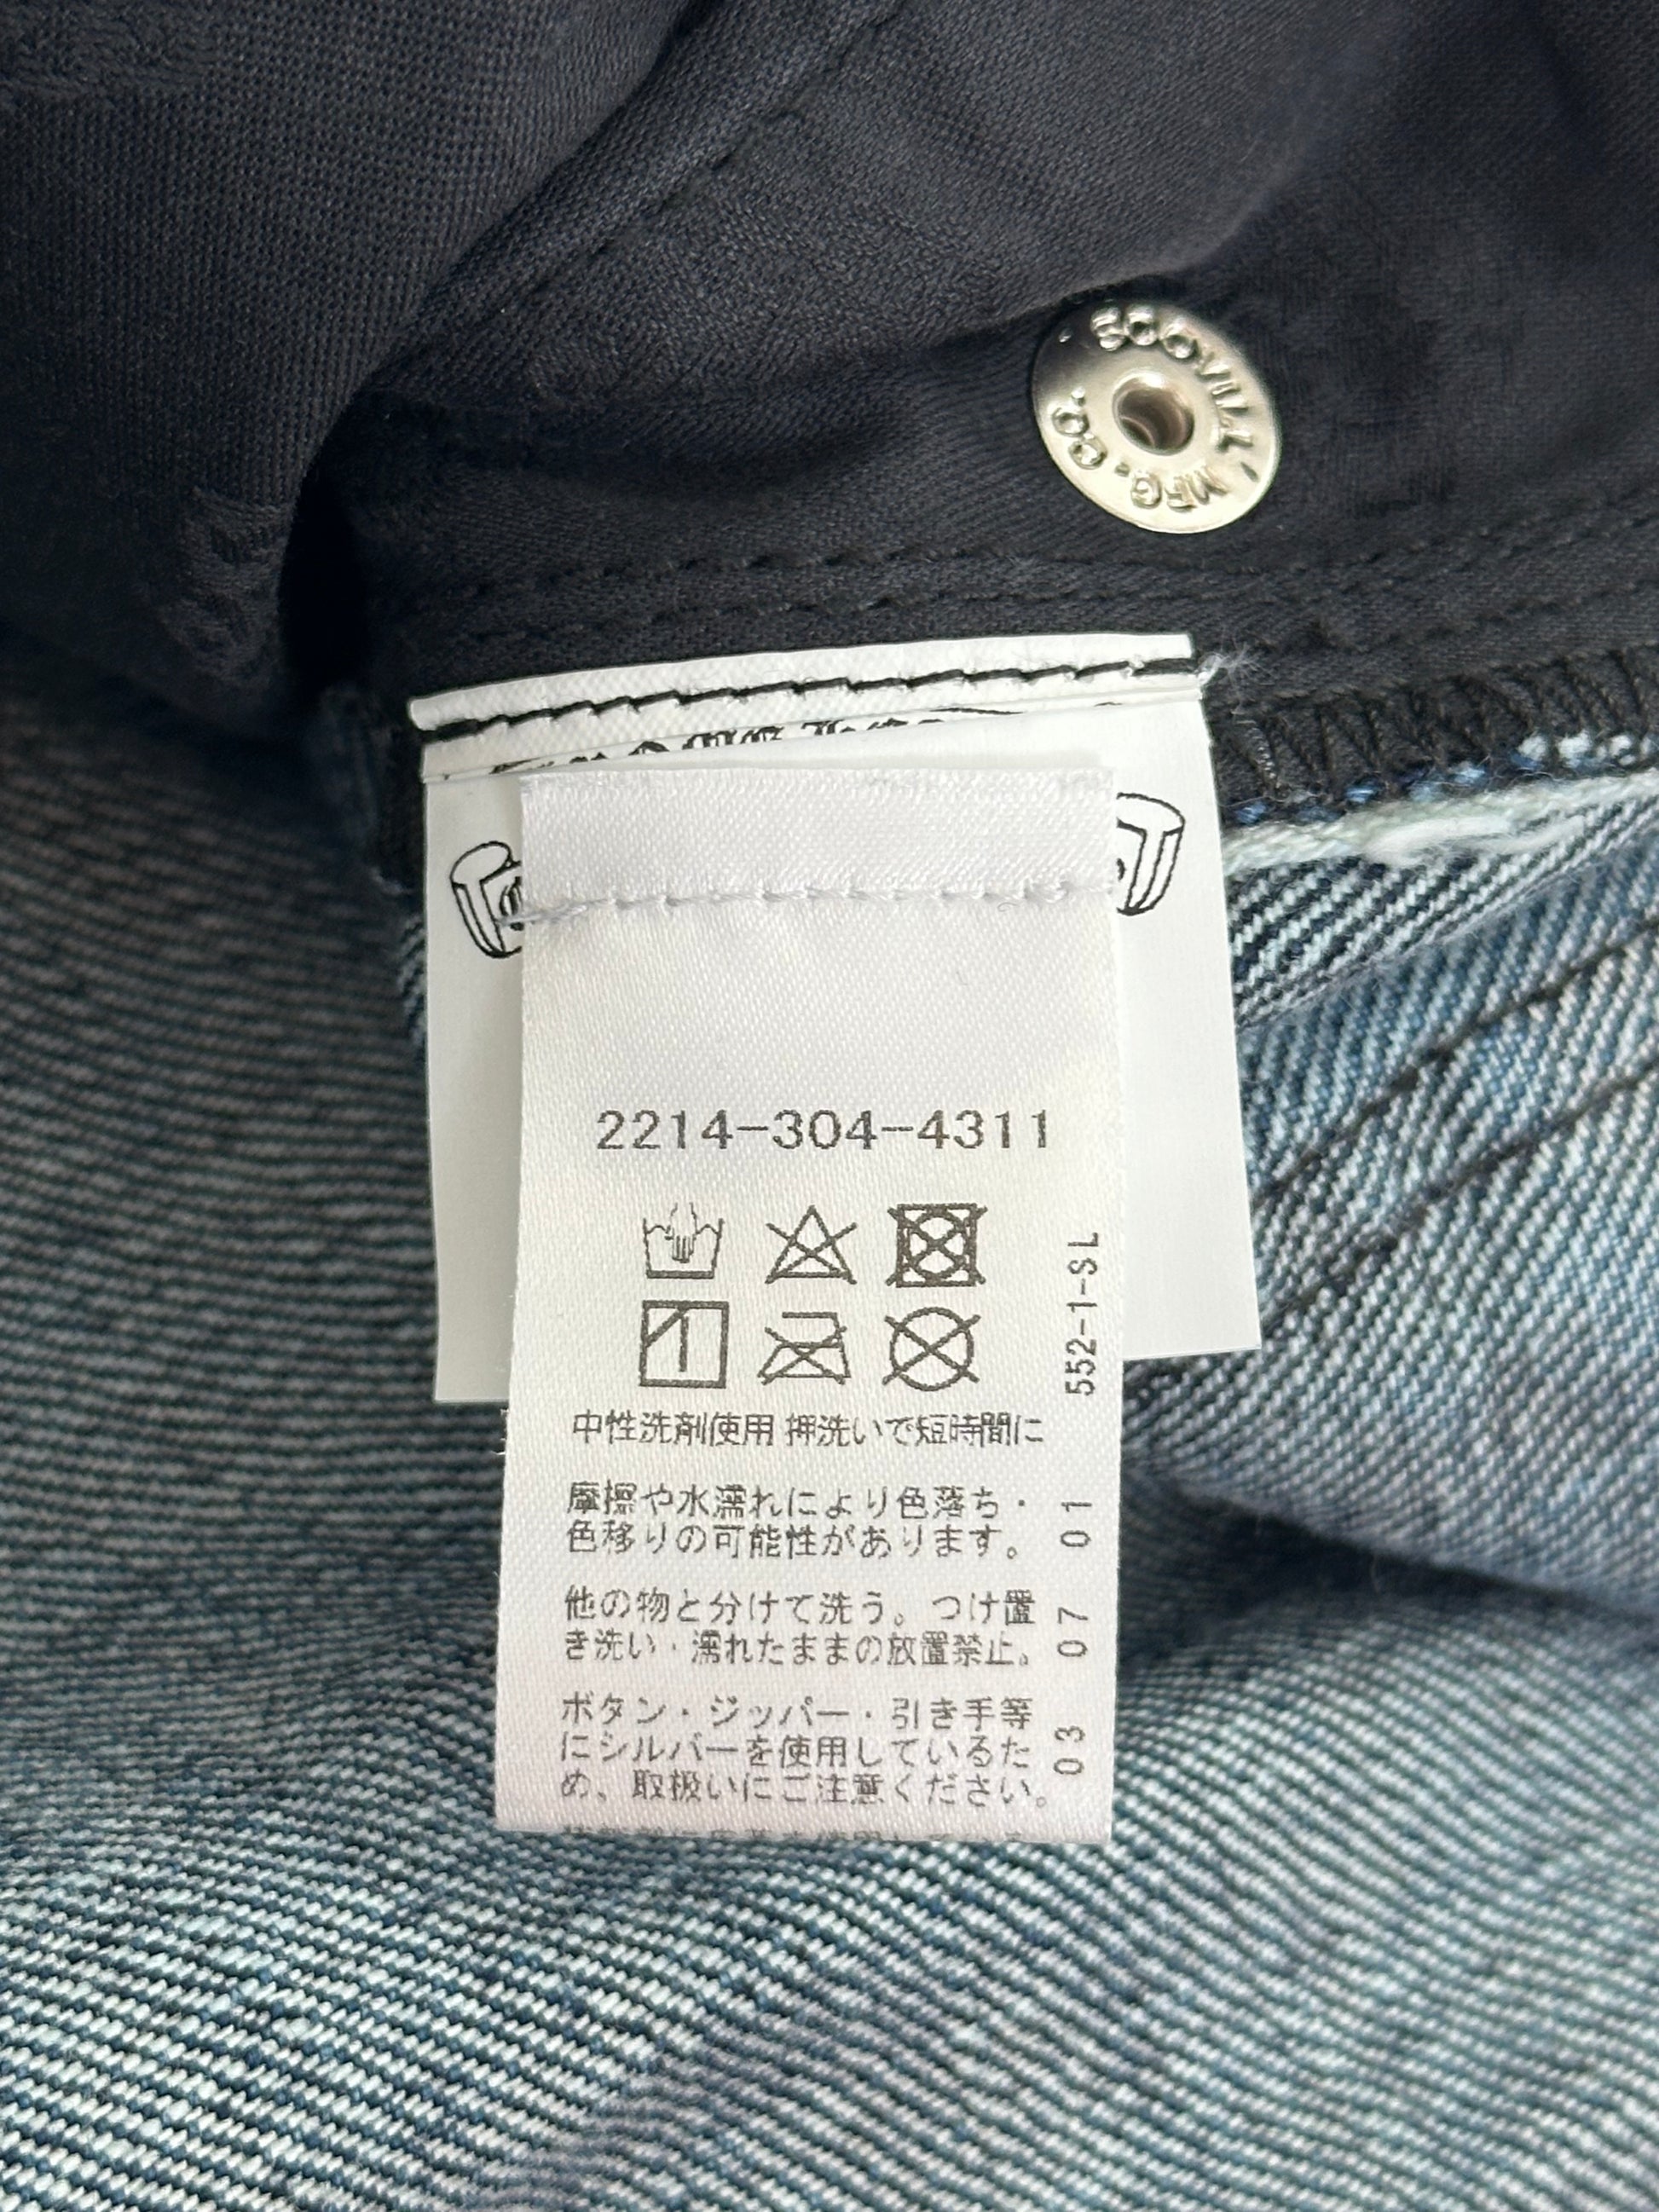 SCOVILL MFG. CO.
2214-304-4311
552-1-SL
中性洗剤使用 押洗いで短時間に
摩擦や水濡れにより色落ち・
色移りの可能性があります。
他の物と分けて洗う。つけ置
き洗い・濡れたままの放置禁止。
ボタン・ジッパー・引き手等
にシルバーを使用しているた
め、取扱いにご注意ください。
03 07 01